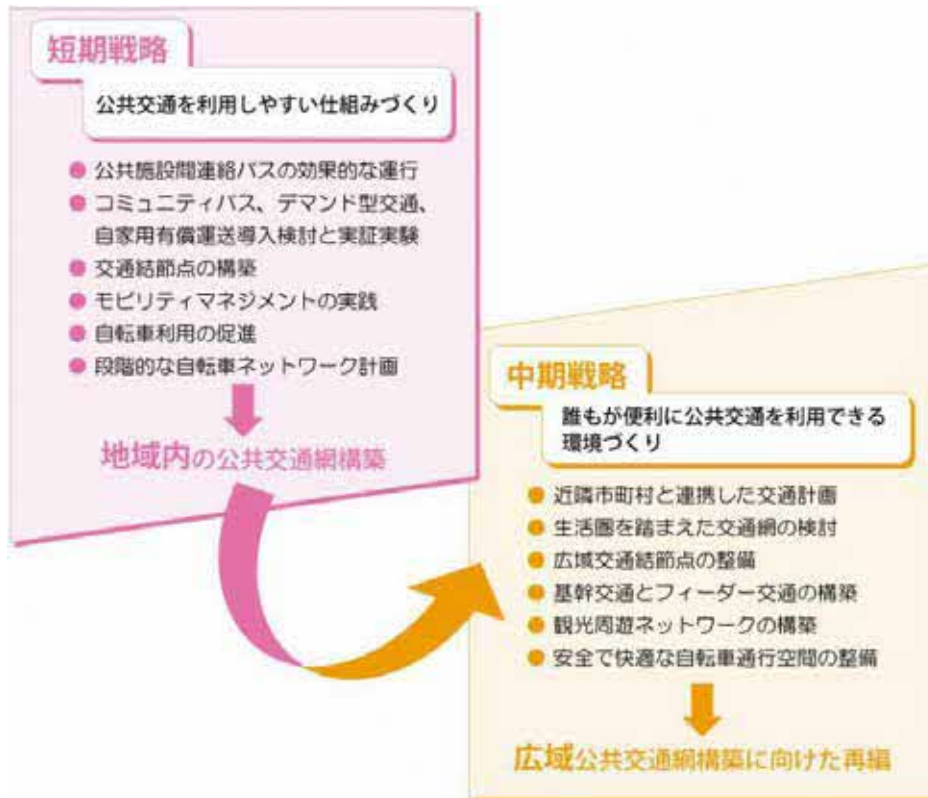 短期戦略
公共交通を利用しやすい仕組みづくり
● 公共施設間連絡バスの効果的な運行
● コミュニティバス、デマンド型交通、
自家用有償運送導入検討と実証実験
● 交通結節点の構築
● モビリティマネジメントの実践
● 自転車利用の促進
● 段階的な自転車ネットワーク計画
地域内の公共交通網構築
中期戦略
誰もが便利に公共交通を利用できる
環境づくり
● 近隣市町村と連携した交通計画
● 生活圏を踏まえた交通網の検討
● 広域交通結節点の整備
● 基幹交通とフィーダー交通の構築
● 観光周遊ネットワークの構築
● 安全で快適な自転車通行空間の整備
広域公共交通網構築に向けた再編